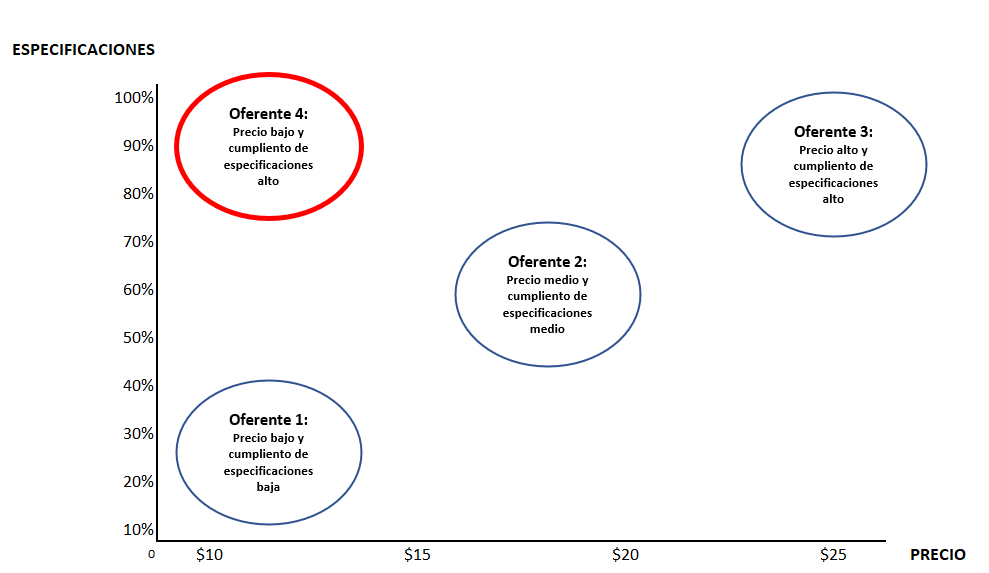 ESPECIFICACIONES
100%
90%
80%
70%
60%
50%
40%
30%
20%
10%
0
Oferente 4:
Precio bajo y
cumpliento de
especificaciones
alto
Oferente 3:
Precio alto y
cumpliento de
especificaciones
alto
Oferente 2:
Precio medio y
cumpliento de
especificaciones
medio
Oferente 1:
Precio bajo y
cumpliento de
especificaciones
baja
$10
$15
$20
$25
PRECIO